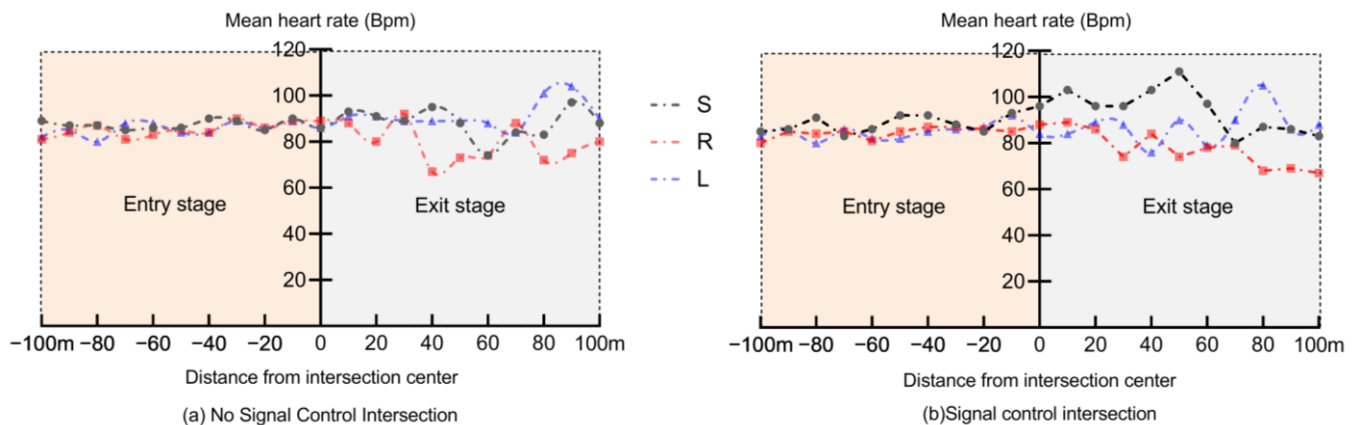 Mean heart rate (Bpm)
120
100
80
60
40
20
Entry stage
Exit stage
−100m −80 −60 −40 −20 0 20 40 60 80 100m
Distance from intersection center
(a) No Signal Control Intersection
S
R
L
Mean heart rate (Bpm)
120
100
80
60
40
20
Entry stage
Exit stage
−100m −80 −60 −40 −20 0 20 40 60 80 100m
Distance from intersection center
(b)Signal control intersection